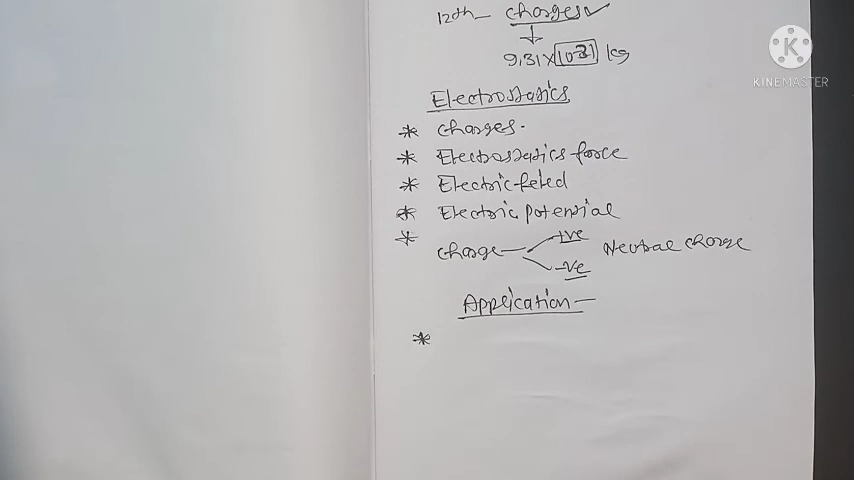 12th - charges ✓
9.31 × 10-31 kg
K
KINEMASTER
Electrostatics
* charges.
* Electrostatics force
* Electric feied
* Electric potential
* charge +ve Neutral charge
-ve
Application -
*